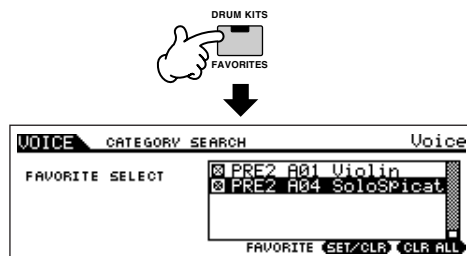 DRUM KITS
FAVORITES
VOICE CATEGORY SEARCH Voice
FAVORITE SELECT
PRE2 A01 Violin
PRE2 A04 SoloSPicat
FAVORITE SET/CLR CLR ALL